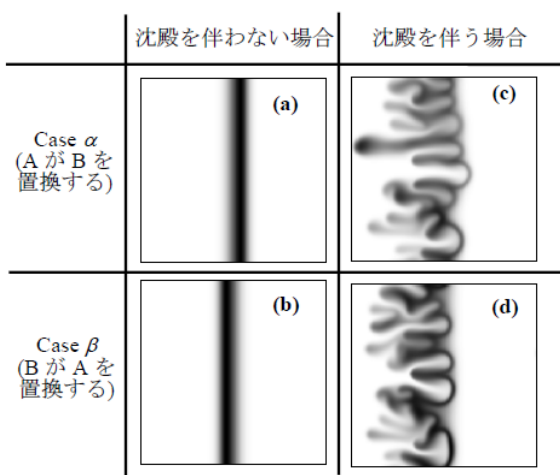 沈殿を伴わない場合
沈殿を伴う場合
Case α
(A が B を
置換する)
(a)
(c)
Case β
(B が A を
置換する)
(b)
(d)